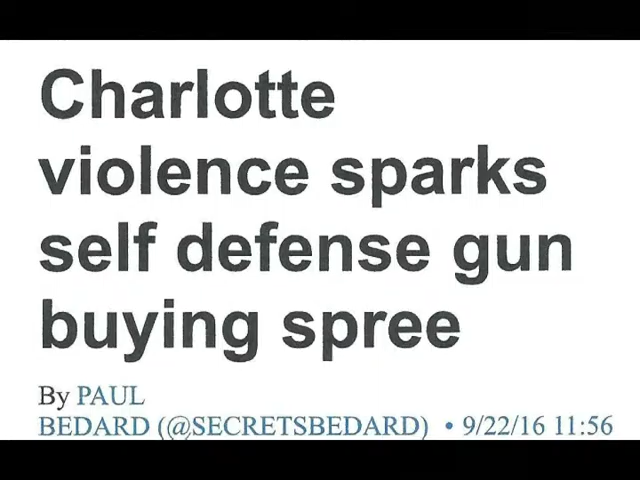 Charlotte
violence sparks
self defense gun
buying spree
By PAUL
BEDARD (@SECRETSBEDARD) • 9/22/16 11:56